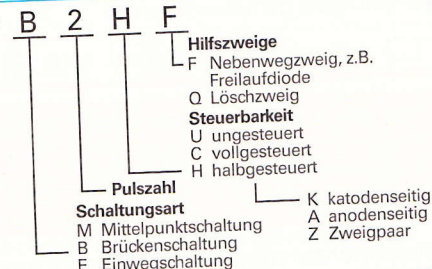 B 2 H F
Hilfszweige
F Nebenwegzweig, z.B.
Freilaufdiode
Q Löschzweig
Steuerbarkeit
U ungesteuert
C vollgesteuert
H halbgesteuert
K katodenseitig
A anodenseitig
Z Zweigpaar
Pulszahl
Schaltungsart
M Mittelpunktschaltung
B Brückenschaltung
E Einwegschaltung